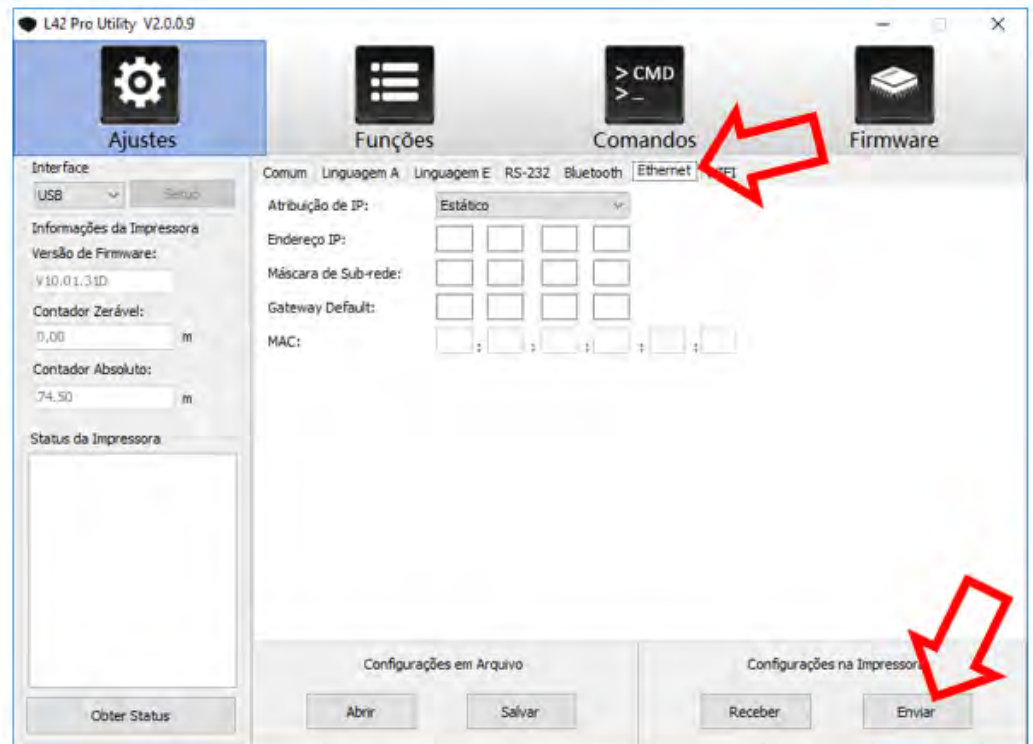 L42 Pro Utility V2.0.0.9
Ajustes
Funções
> CMD
>_
Comandos
Firmware
Interface
USB
Setup
Informações da Impressora
Versão de Firmware:
V10.01.31D
Contador Zerável:
0,00 m
Contador Absoluto:
74.50 m
Status da Impressora
Obter Status
Comum Linguagem A Linguagem E RS-232 Bluetooth Ethernet
Atribuição de IP: Estático
Endereço IP:
Máscara de Sub-rede:
Gateway Default:
MAC: : : : : :
Configurações em Arquivo
Abrir Salvar
Configurações na Impressora
Receber Enviar